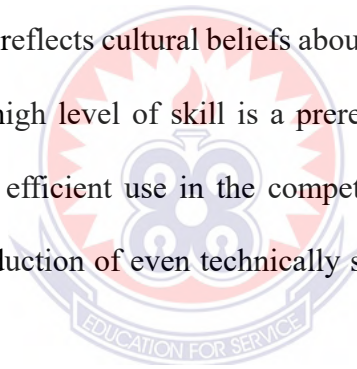 reflects cultural beliefs abou
high level of skill is a prere
efficient use in the compet
duction of even technically s
EDUCATION FOR SERVICE